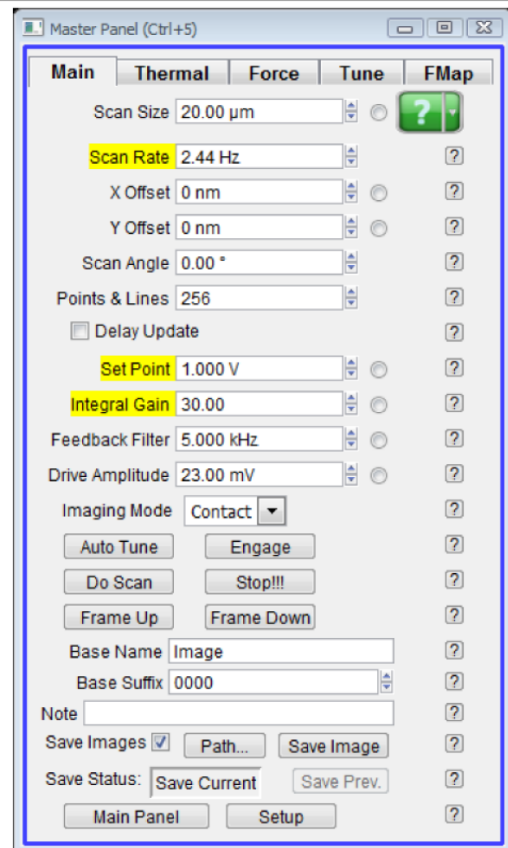 Master Panel (Ctrl+5)
Main Thermal Force Tune FMap
Scan Size 20.00 µm ?
Scan Rate 2.44 Hz ?
X Offset 0 nm ?
Y Offset 0 nm ?
Scan Angle 0.00 ° ?
Points & Lines 256 ?
Delay Update ?
Set Point 1.000 V ?
Integral Gain 30.00 ?
Feedback Filter 5.000 kHz ?
Drive Amplitude 23.00 mV ?
Imaging Mode Contact ?
Auto Tune Engage ?
Do Scan Stop!!! ?
Frame Up Frame Down ?
Base Name Image ?
Base Suffix 0000 ?
Note ?
Save Images Path... Save Image ?
Save Status: Save Current Save Prev. ?
Main Panel Setup ?